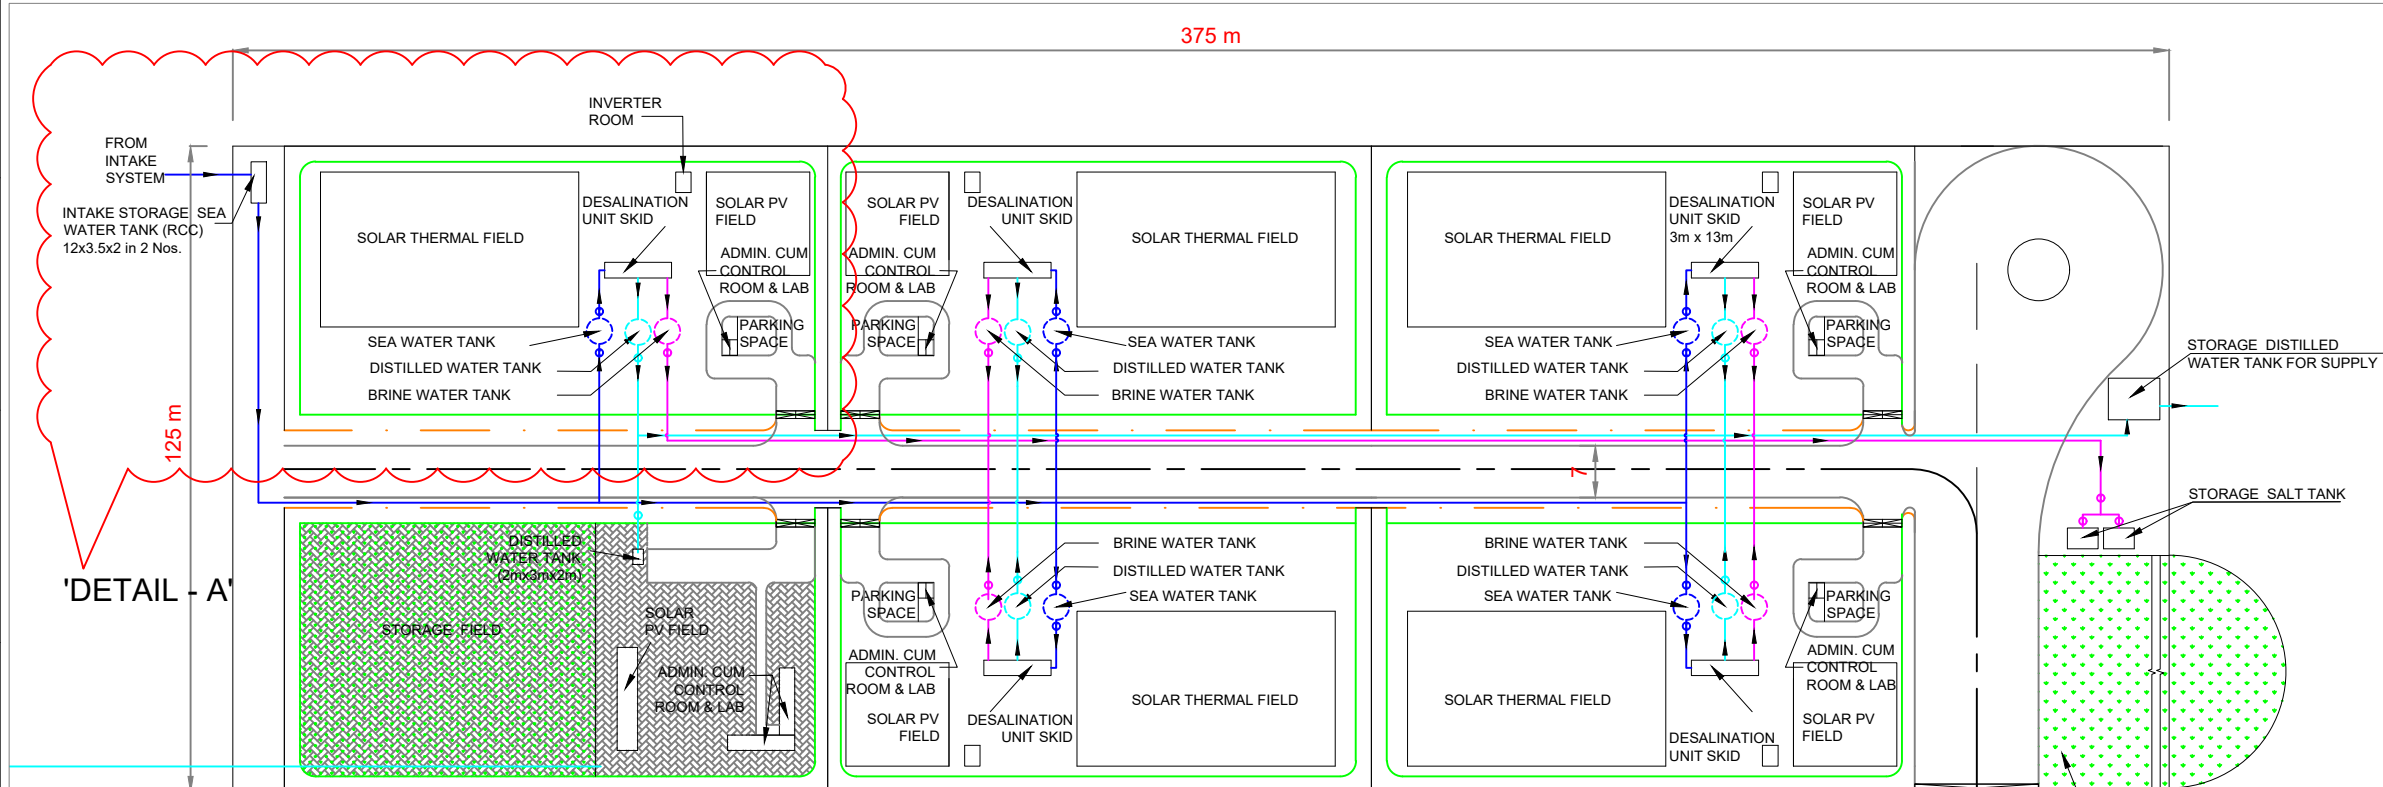 375 m
INVERTER
ROOM
FROM
INTAKE
SYSTEM
INTAKE STORAGE SEA
WATER TANK (RCC)
12x3.5x2 in 2 Nos.
125 m
'DETAIL - A'
SOLAR THERMAL FIELD
DESALINATION
UNIT SKID
SOLAR PV
FIELD
ADMIN. CUM
CONTROL
ROOM & LAB
PARKING
SPACE
SEA WATER TANK
DISTILLED WATER TANK
BRINE WATER TANK
SOLAR PV
FIELD
ADMIN. CUM
CONTROL
ROOM & LAB
PARKING
SPACE
DESALINATION
UNIT SKID
SOLAR THERMAL FIELD
SEA WATER TANK
DISTILLED WATER TANK
BRINE WATER TANK
SOLAR THERMAL FIELD
DESALINATION
UNIT SKID
3m x 13m
SOLAR PV
FIELD
ADMIN. CUM
CONTROL
ROOM & LAB
PARKING
SPACE
SEA WATER TANK
DISTILLED WATER TANK
BRINE WATER TANK
STORAGE DISTILLED
WATER TANK FOR SUPPLY
7
STORAGE SALT TANK
DISTILLED
WATER TANK
(2mx3mx2m)
STORAGE FIELD
SOLAR
PV FIELD
ADMIN. CUM
CONTROL
ROOM & LAB
BRINE WATER TANK
DISTILLED WATER TANK
SEA WATER TANK
PARKING
SPACE
ADMIN. CUM
CONTROL
ROOM & LAB
SOLAR PV
FIELD
DESALINATION
UNIT SKID
SOLAR THERMAL FIELD
BRINE WATER TANK
DISTILLED WATER TANK
SEA WATER TANK
PARKING
SPACE
SOLAR THERMAL FIELD
ADMIN. CUM
CONTROL
ROOM & LAB
SOLAR PV
FIELD
DESALINATION
UNIT SKID